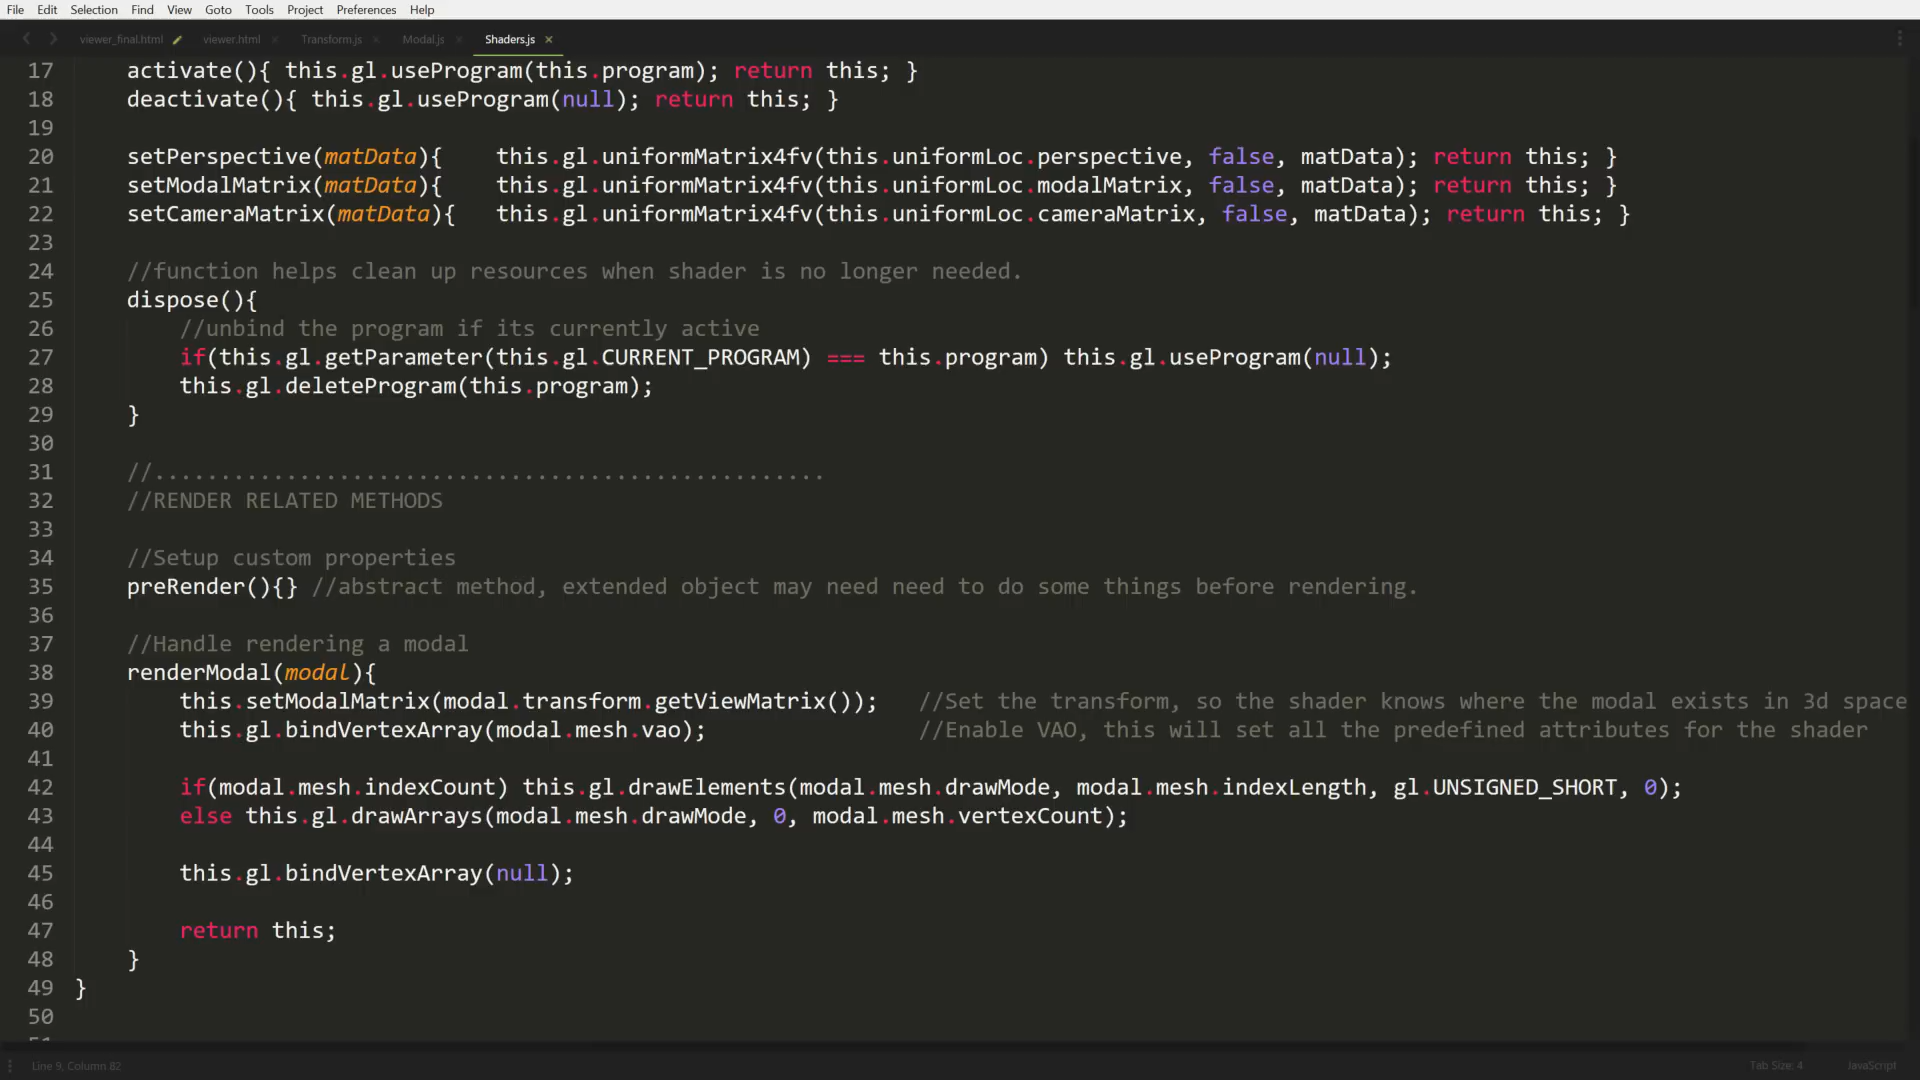 File Edit Selection Find View Goto Tools Project Preferences Help
viewer_final.html viewer.html Transform.js Modal.js Shaders.js
17 activate(){ this.gl.useProgram(this.program); return this; }
18 deactivate(){ this.gl.useProgram(null); return this; }
19
20 setPerspective(matData){ this.gl.uniformMatrix4fv(this.uniformLoc.perspective, false, matData); return this; }
21 setModalMatrix(matData){ this.gl.uniformMatrix4fv(this.uniformLoc.modalMatrix, false, matData); return this; }
22 setCameraMatrix(matData){ this.gl.uniformMatrix4fv(this.uniformLoc.cameraMatrix, false, matData); return this; }
23
24 //function helps clean up resources when shader is no longer needed.
25 dispose(){
26 //unbind the program if its currently active
27 if(this.gl.getParameter(this.gl.CURRENT_PROGRAM) === this.program) this.gl.useProgram(null);
28 this.gl.deleteProgram(this.program);
29 }
30
31 //...................................................
32 //RENDER RELATED METHODS
33
34 //Setup custom properties
35 preRender(){} //abstract method, extended object may need need to do some things before rendering.
36
37 //Handle rendering a modal
38 renderModal(modal){
39 this.setModalMatrix(modal.transform.getViewMatrix()); //Set the transform, so the shader knows where the modal exists in 3d space
40 this.gl.bindVertexArray(modal.mesh.vao); //Enable VAO, this will set all the predefined attributes for the shader
41
42 if(modal.mesh.indexCount) this.gl.drawElements(modal.mesh.drawMode, modal.mesh.indexLength, gl.UNSIGNED_SHORT, 0);
43 else this.gl.drawArrays(modal.mesh.drawMode, 0, modal.mesh.vertexCount);
44
45 this.gl.bindVertexArray(null);
46
47 return this;
48 }
49 }
50
Line 9, Column 82 Tab Size: 4 JavaScript